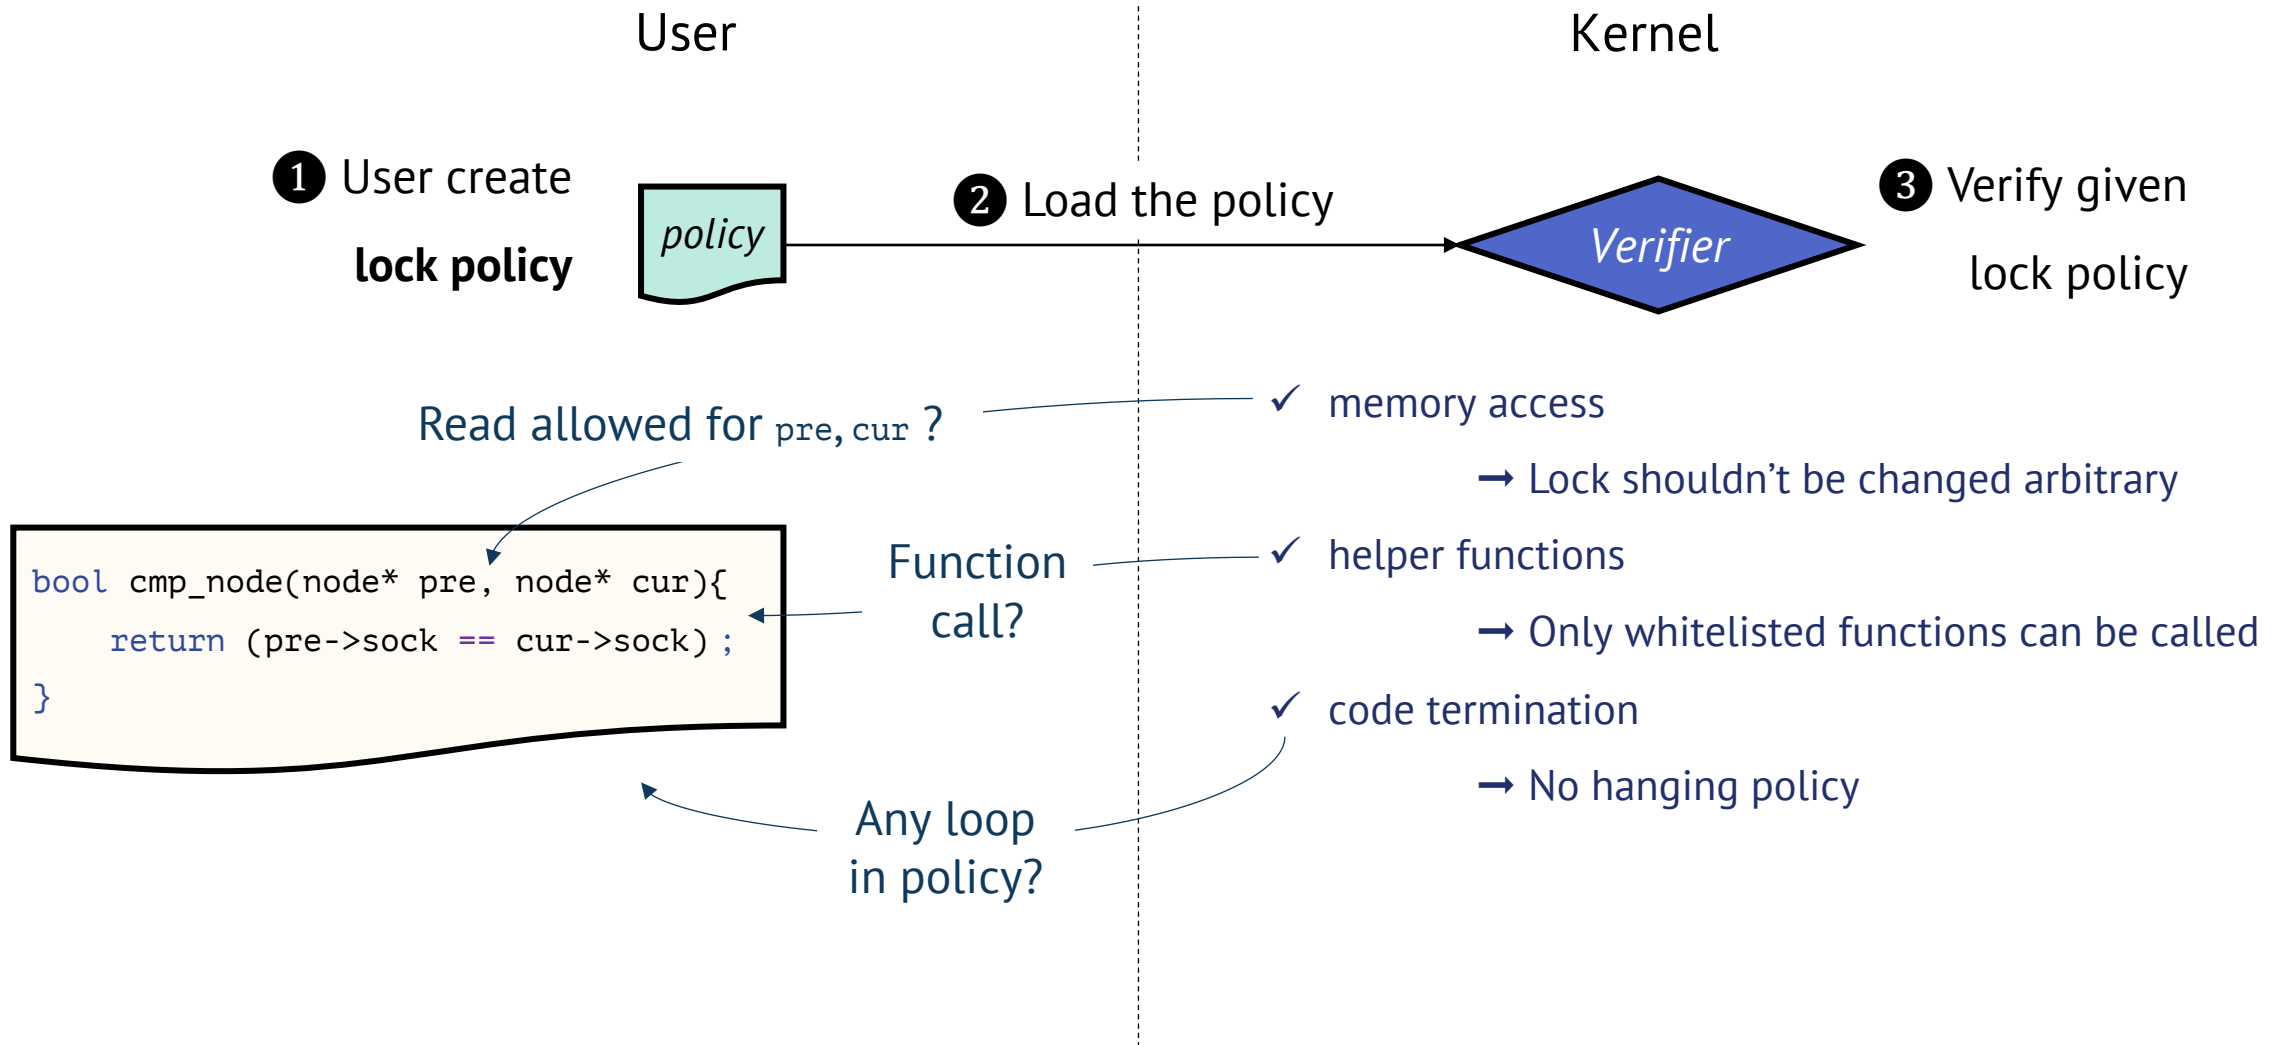 User
Kernel
❶ User create
lock policy
policy
❷ Load the policy
Verifier
❸ Verify given
lock policy
Read allowed for pre, cur ?
✓ memory access
➞ Lock shouldn't be changed arbitrary
bool cmp_node(node* pre, node* cur){
return (pre->sock == cur->sock) ;
}
Function
call?
✓ helper functions
➞ Only whitelisted functions can be called
✓ code termination
➞ No hanging policy
Any loop
in policy?